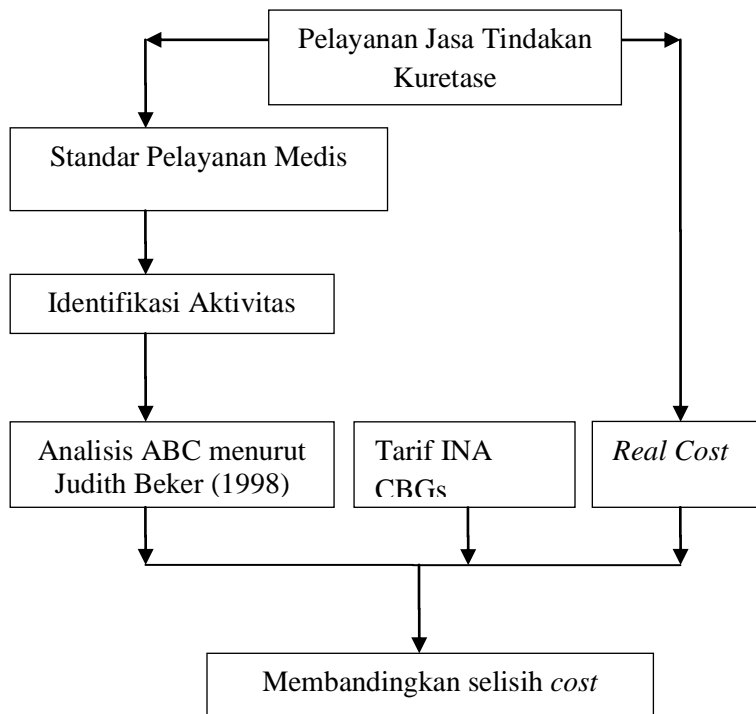 Pelayanan Jasa Tindakan
Kuretase
Standar Pelayanan Medis
Identifikasi Aktivitas
Analisis ABC menurut
Judith Beker (1998)
Tarif INA
CBGs
Real Cost
Membandingkan selisih cost